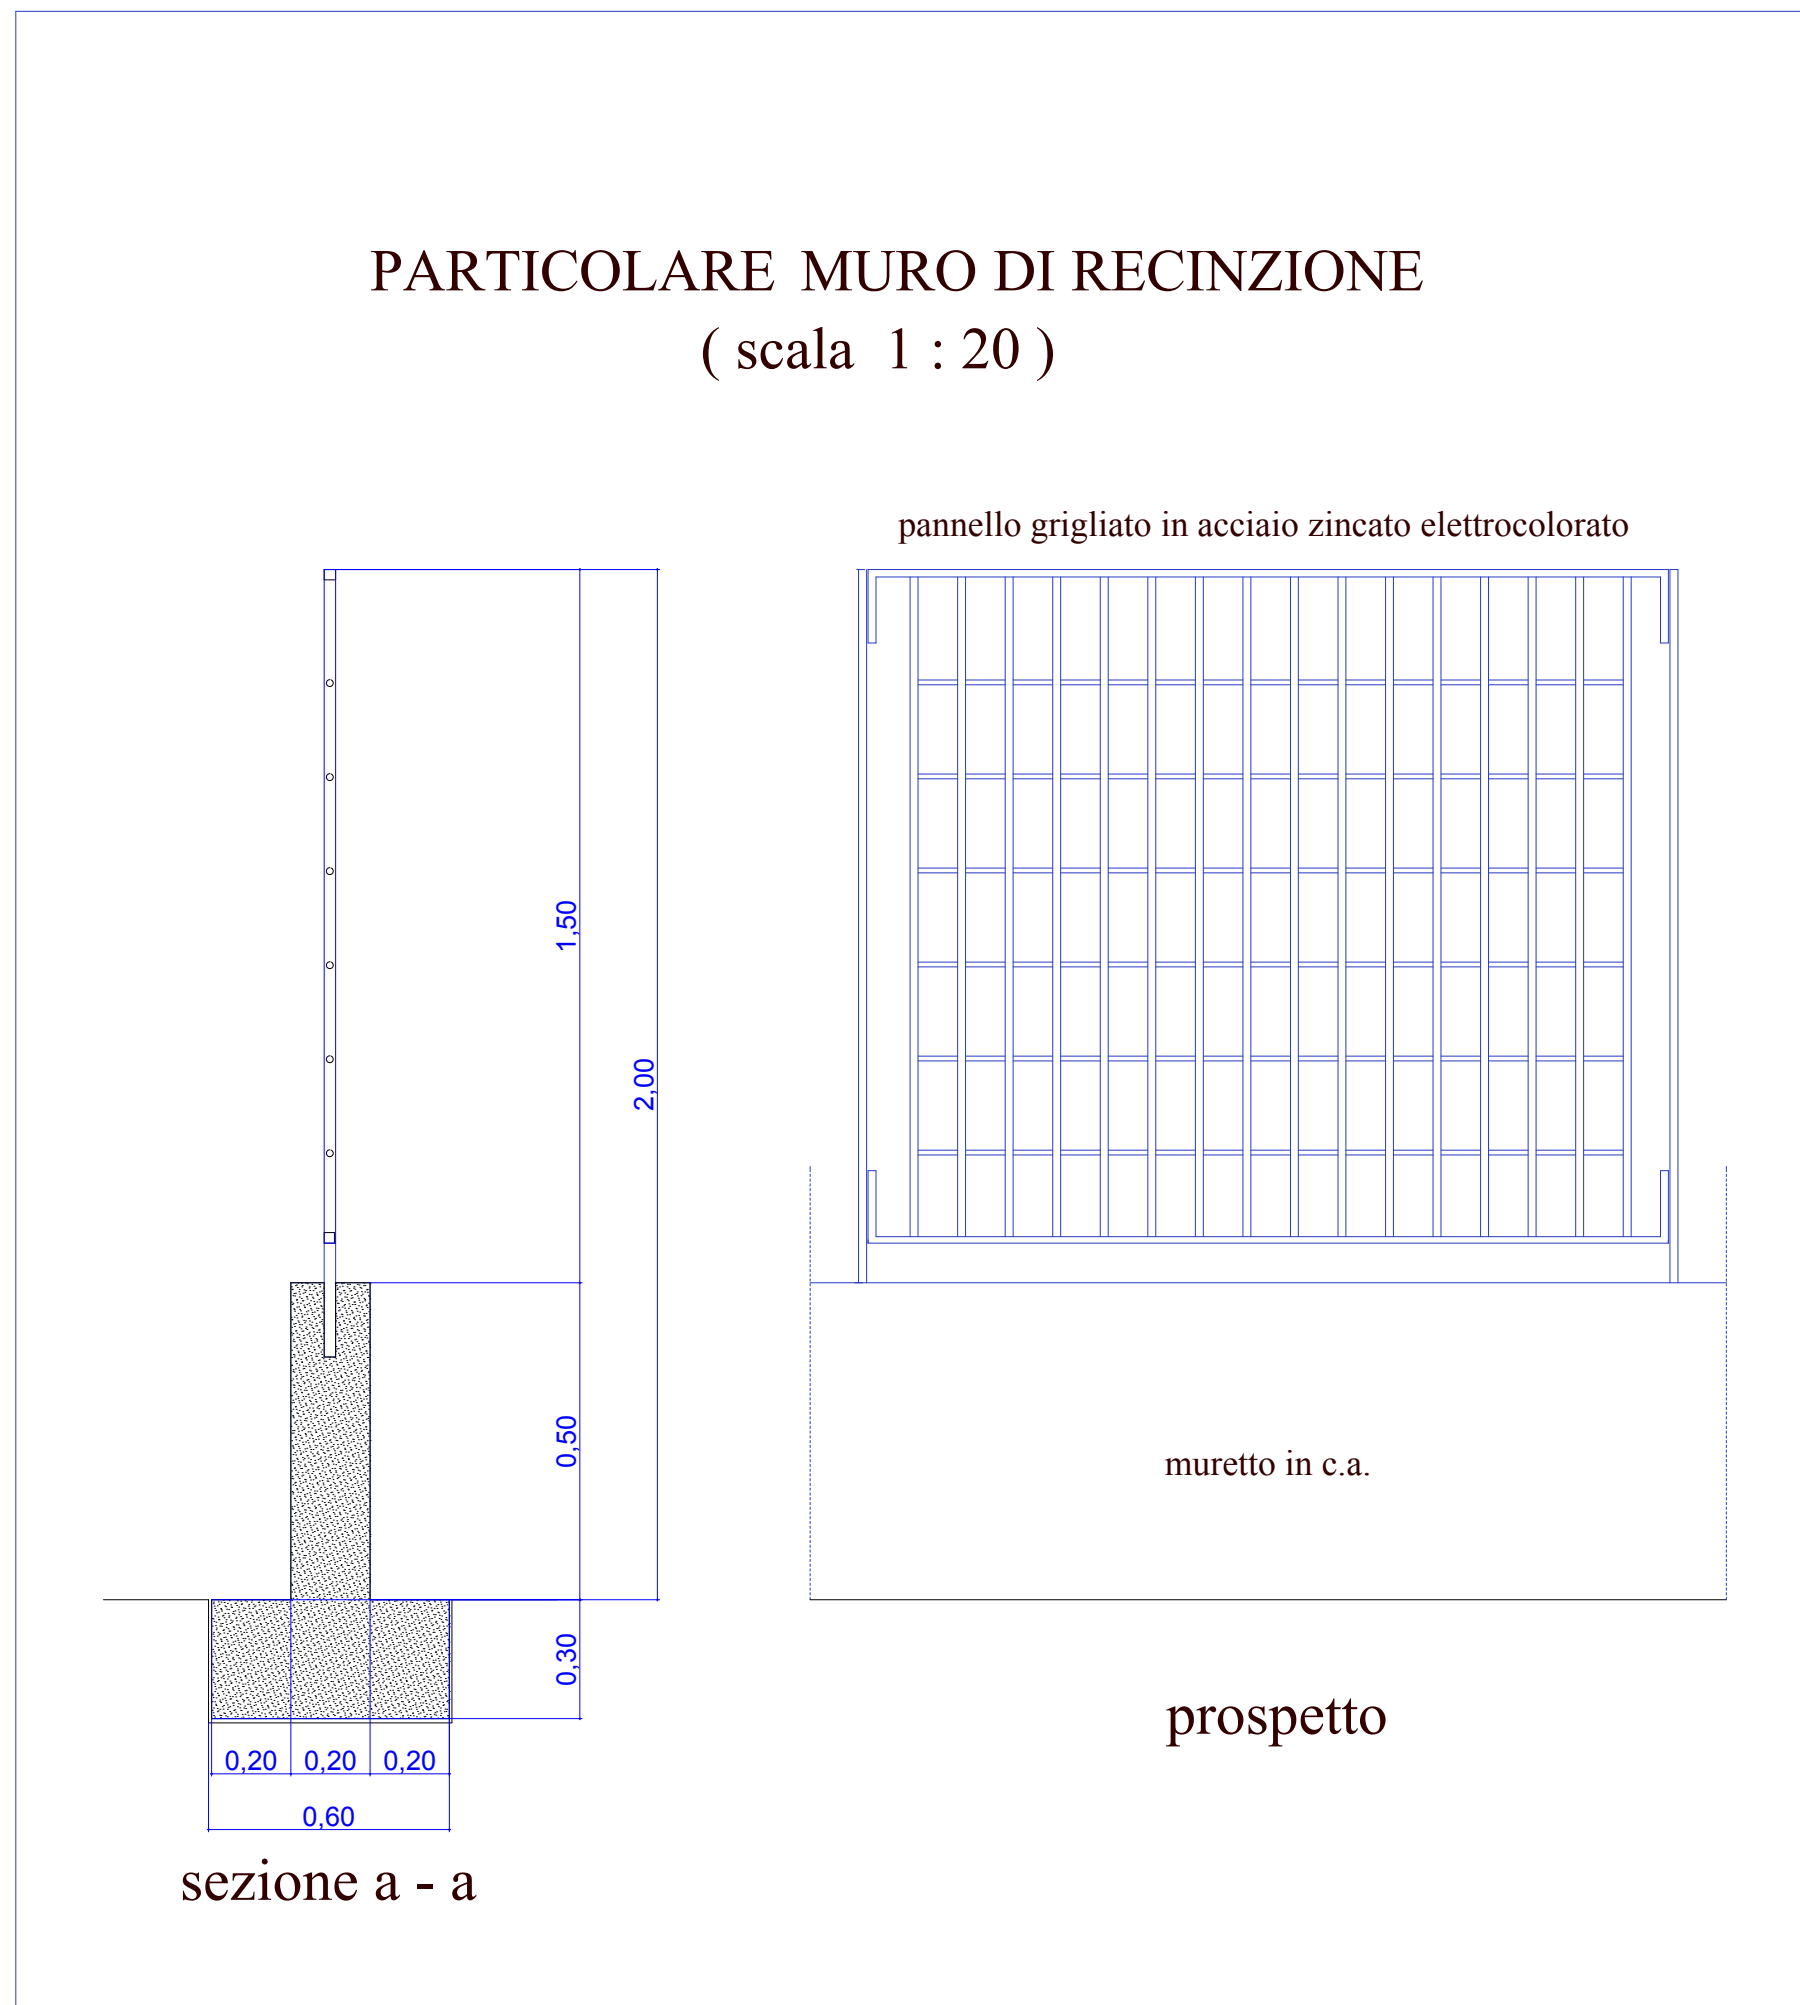 PARTICOLARE MURO DI RECINZIONE
( scala 1 : 20 )
pannello grigliato in acciaio zincato elettrocolorato
1,50
2,00
0,50
muretto in c.a.
0,30
prospetto
0,20 0,20 0,20
0,60
sezione a - a